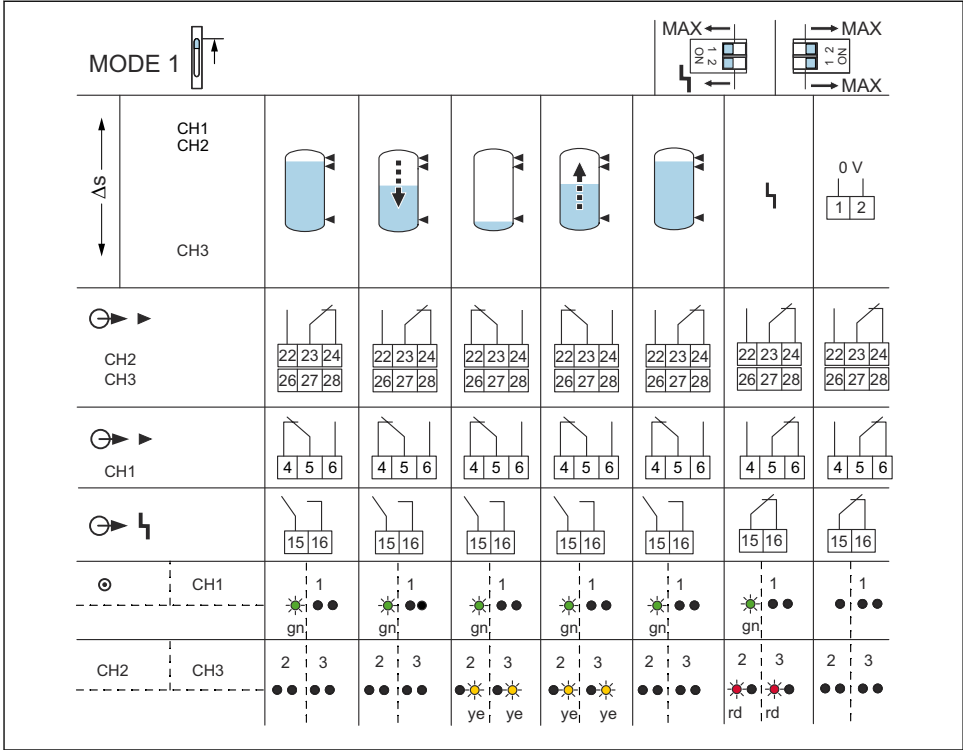 MAX MAX
MODE 1 ON 1 2 1 2 ON
MAX
Δs CH1
CH2
0 V
1 2
CH3
22 23 24 22 23 24 22 23 24 22 23 24 22 23 24 22 23 24 22 23 24
CH2
CH3 26 27 28 26 27 28 26 27 28 26 27 28 26 27 28 26 27 28 26 27 28
CH1 4 5 6 4 5 6 4 5 6 4 5 6 4 5 6 4 5 6 4 5 6
15 16 15 16 15 16 15 16 15 16 15 16 15 16
CH1 1 1 1 1 1 1 1
gn gn gn gn gn gn
CH2 CH3 2 3 2 3 2 3 2 3 2 3 2 3 2 3
ye ye ye ye rd rd